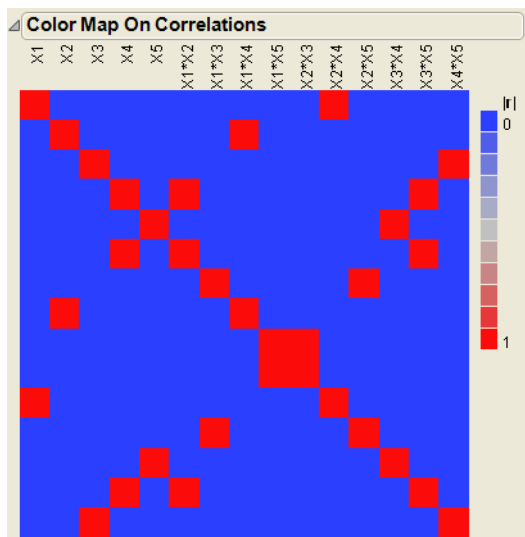 Color Map On Correlations
X1
X2
X3
X4
X5
X1*X2
X1*X3
X1*X4
X1*X5
X2*X3
X2*X4
X2*X5
X3*X4
X3*X5
X4*X5
|r|
0
1